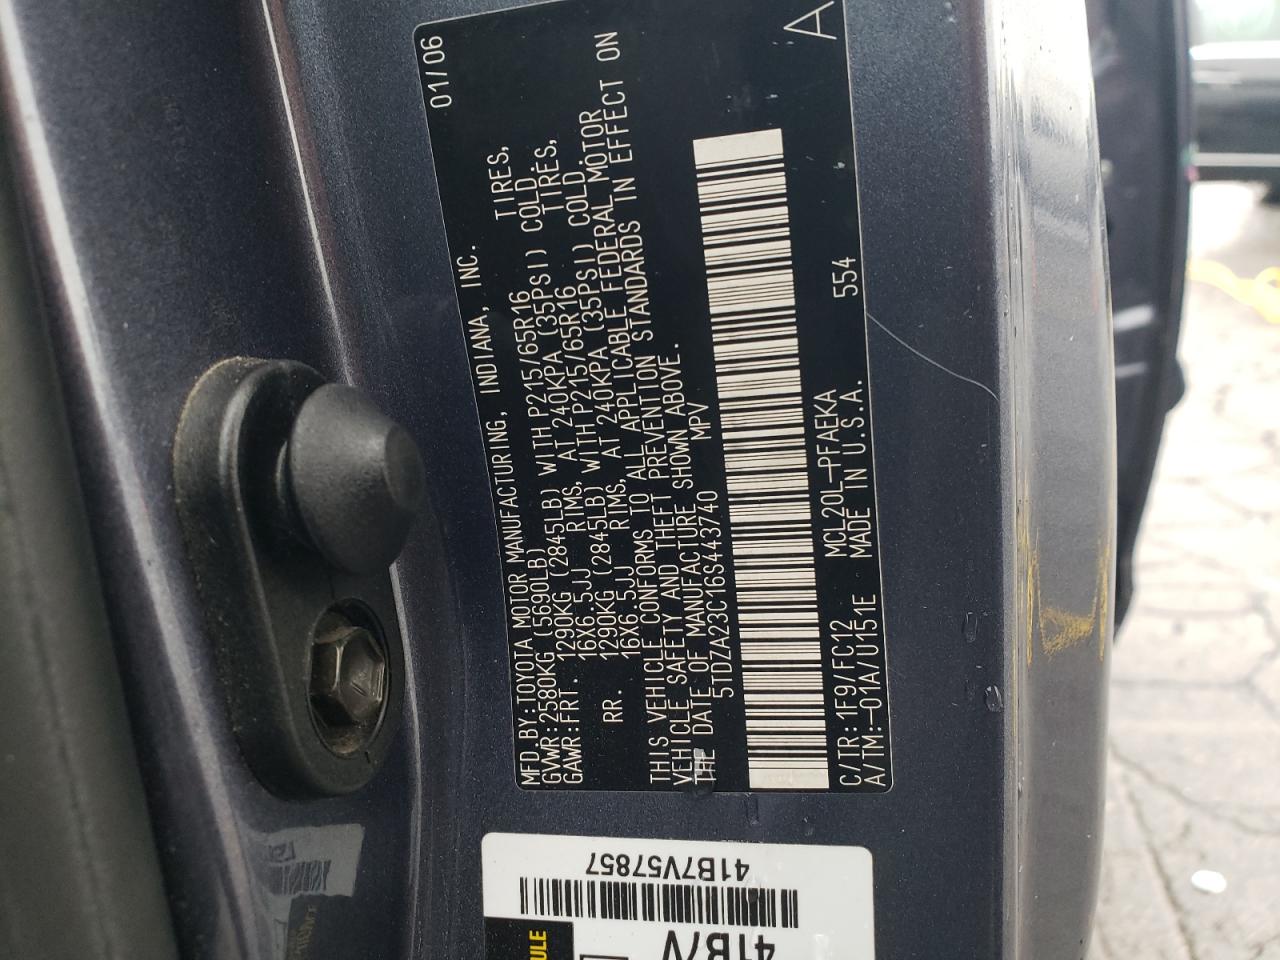 MFD.BY:TOYOTA MOTOR MANUFACTURING, INDIANA, INC. 01/06
GVWR:2580KG (5690LB)
GAWR:FRT. 1290KG (2845LB) WITH P215/65R16 TIRES,
16X6.5JJ RIMS, AT 240KPA (35PSI) COLD.
RR. 1290KG (2845LB) WITH P215/65R16 TIRES,
16X6.5JJ RIMS, AT 240KPA (35PSI) COLD.
THIS VEHICLE CONFORMS TO ALL APPLICABLE FEDERAL MOTOR
VEHICLE SAFETY AND THEFT PREVENTION STANDARDS IN EFFECT ON
THE DATE OF MANUFACTURE SHOWN ABOVE.
5TDZA23C16S443740 MPV
C/TR:1F9/FC12 MCL20L-PFAEKA 554 A
A/TM:-01A/U151E MADE IN U.S.A.
41B7V57857
41B7V
ULE